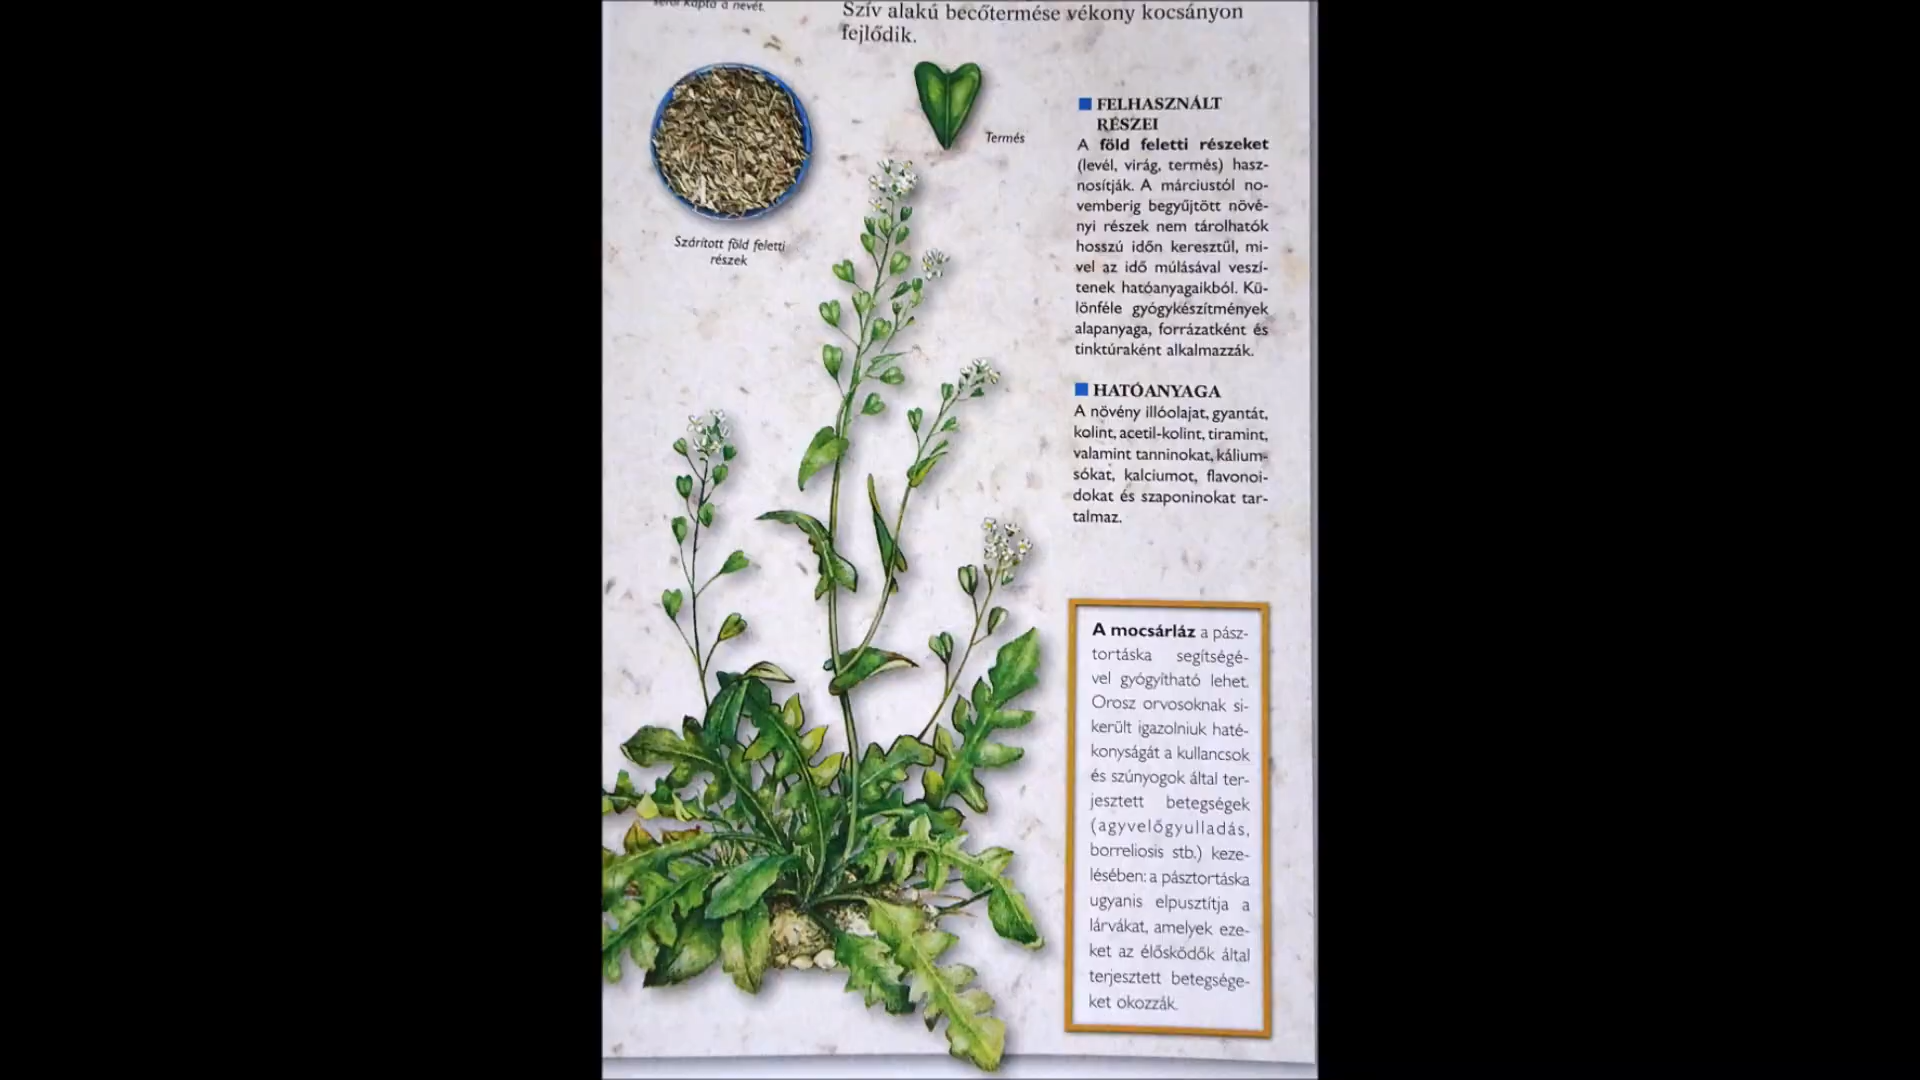 kapta a nevét.
Szív alakú becőtermése vékony kocsányon
fejlődik.
Termés
Szárított föld feletti
részek
FELHASZNÁLT
RÉSZEI
A föld feletti részeket
(levél, virág, termés) hasz-
nosítják. A márciustól no-
vemberig begyűjtött növé-
nyi részek nem tárolhatók
hosszú időn keresztül, mi-
vel az idő múlásával veszí-
tenek hatóanyagaikból. Kü-
lönféle gyógykészítmények
alapanyaga, forrázatként és
tinktúraként alkalmazzák.
HATÓANYAGA
A növény illóolajat, gyantát,
kolint, acetil-kolint, tiramint,
valamint tanninokat, kálium-
sókat, kalciumot, flavonoi-
dokat és szaponinokat tar-
talmaz.
A mocsárláz a pász-
tortáska segítségé-
vel gyógyítható lehet.
Orosz orvosoknak si-
került igazolniuk haté-
konyságát a kullancsok
és szúnyogok által ter-
jesztett betegségek
(agyvelőgyulladás,
borreliosis stb.) keze-
lésében: a pásztortáska
ugyanis elpusztítja a
lárvákat, amelyek eze-
ket az élősködők által
terjesztett betegsége-
ket okozzák.